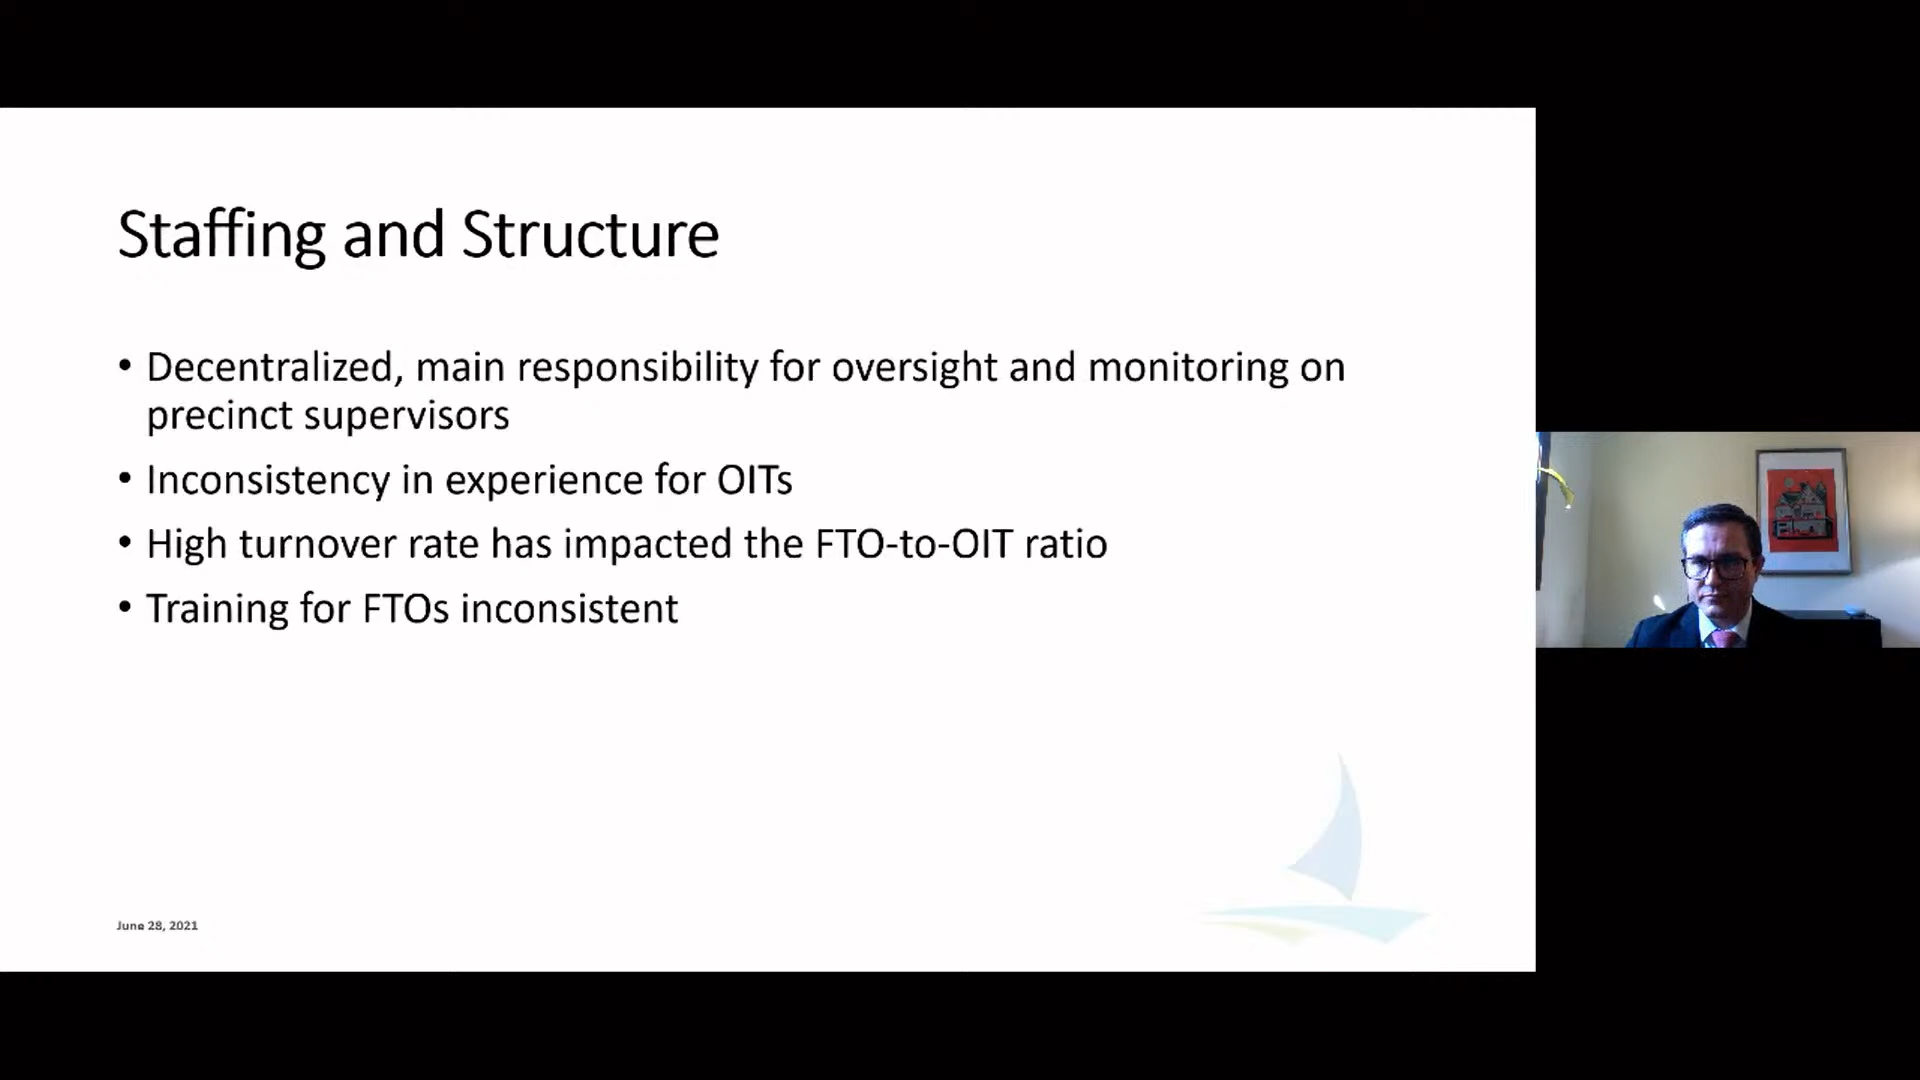 Staffing and Structure
• Decentralized, main responsibility for oversight and monitoring on
precinct supervisors
• Inconsistency in experience for OITs
• High turnover rate has impacted the FTO-to-OIT ratio
• Training for FTOs inconsistent
June 28, 2021